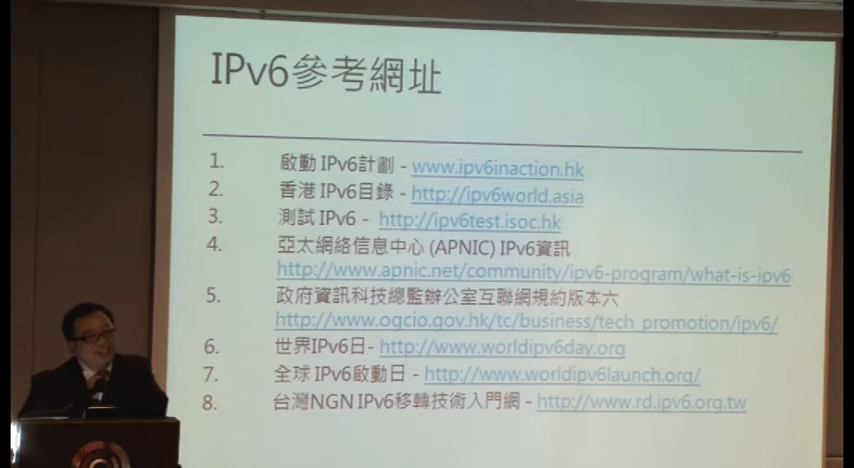 IPv6參考網址
1. 啟動 IPv6計劃 - www.ipv6inaction.hk
2. 香港 IPv6目錄 - http://ipv6world.asia
3. 測試 IPv6 - http://ipv6test.isoc.hk
4. 亞太網絡信息中心 (APNIC) IPv6資訊
http://www.apnic.net/community/ipv6-program/what-is-ipv6
5. 政府資訊科技總監辦公室互聯網規約版本六
http://www.ogcio.gov.hk/tc/business/tech_promotion/ipv6/
6. 世界IPv6日- http://www.worldipv6day.org
7. 全球 IPv6啟動日 - http://www.worldipv6launch.org/
8. 台灣NGN IPv6移轉技術入門網 - http://www.rd.ipv6.org.tw